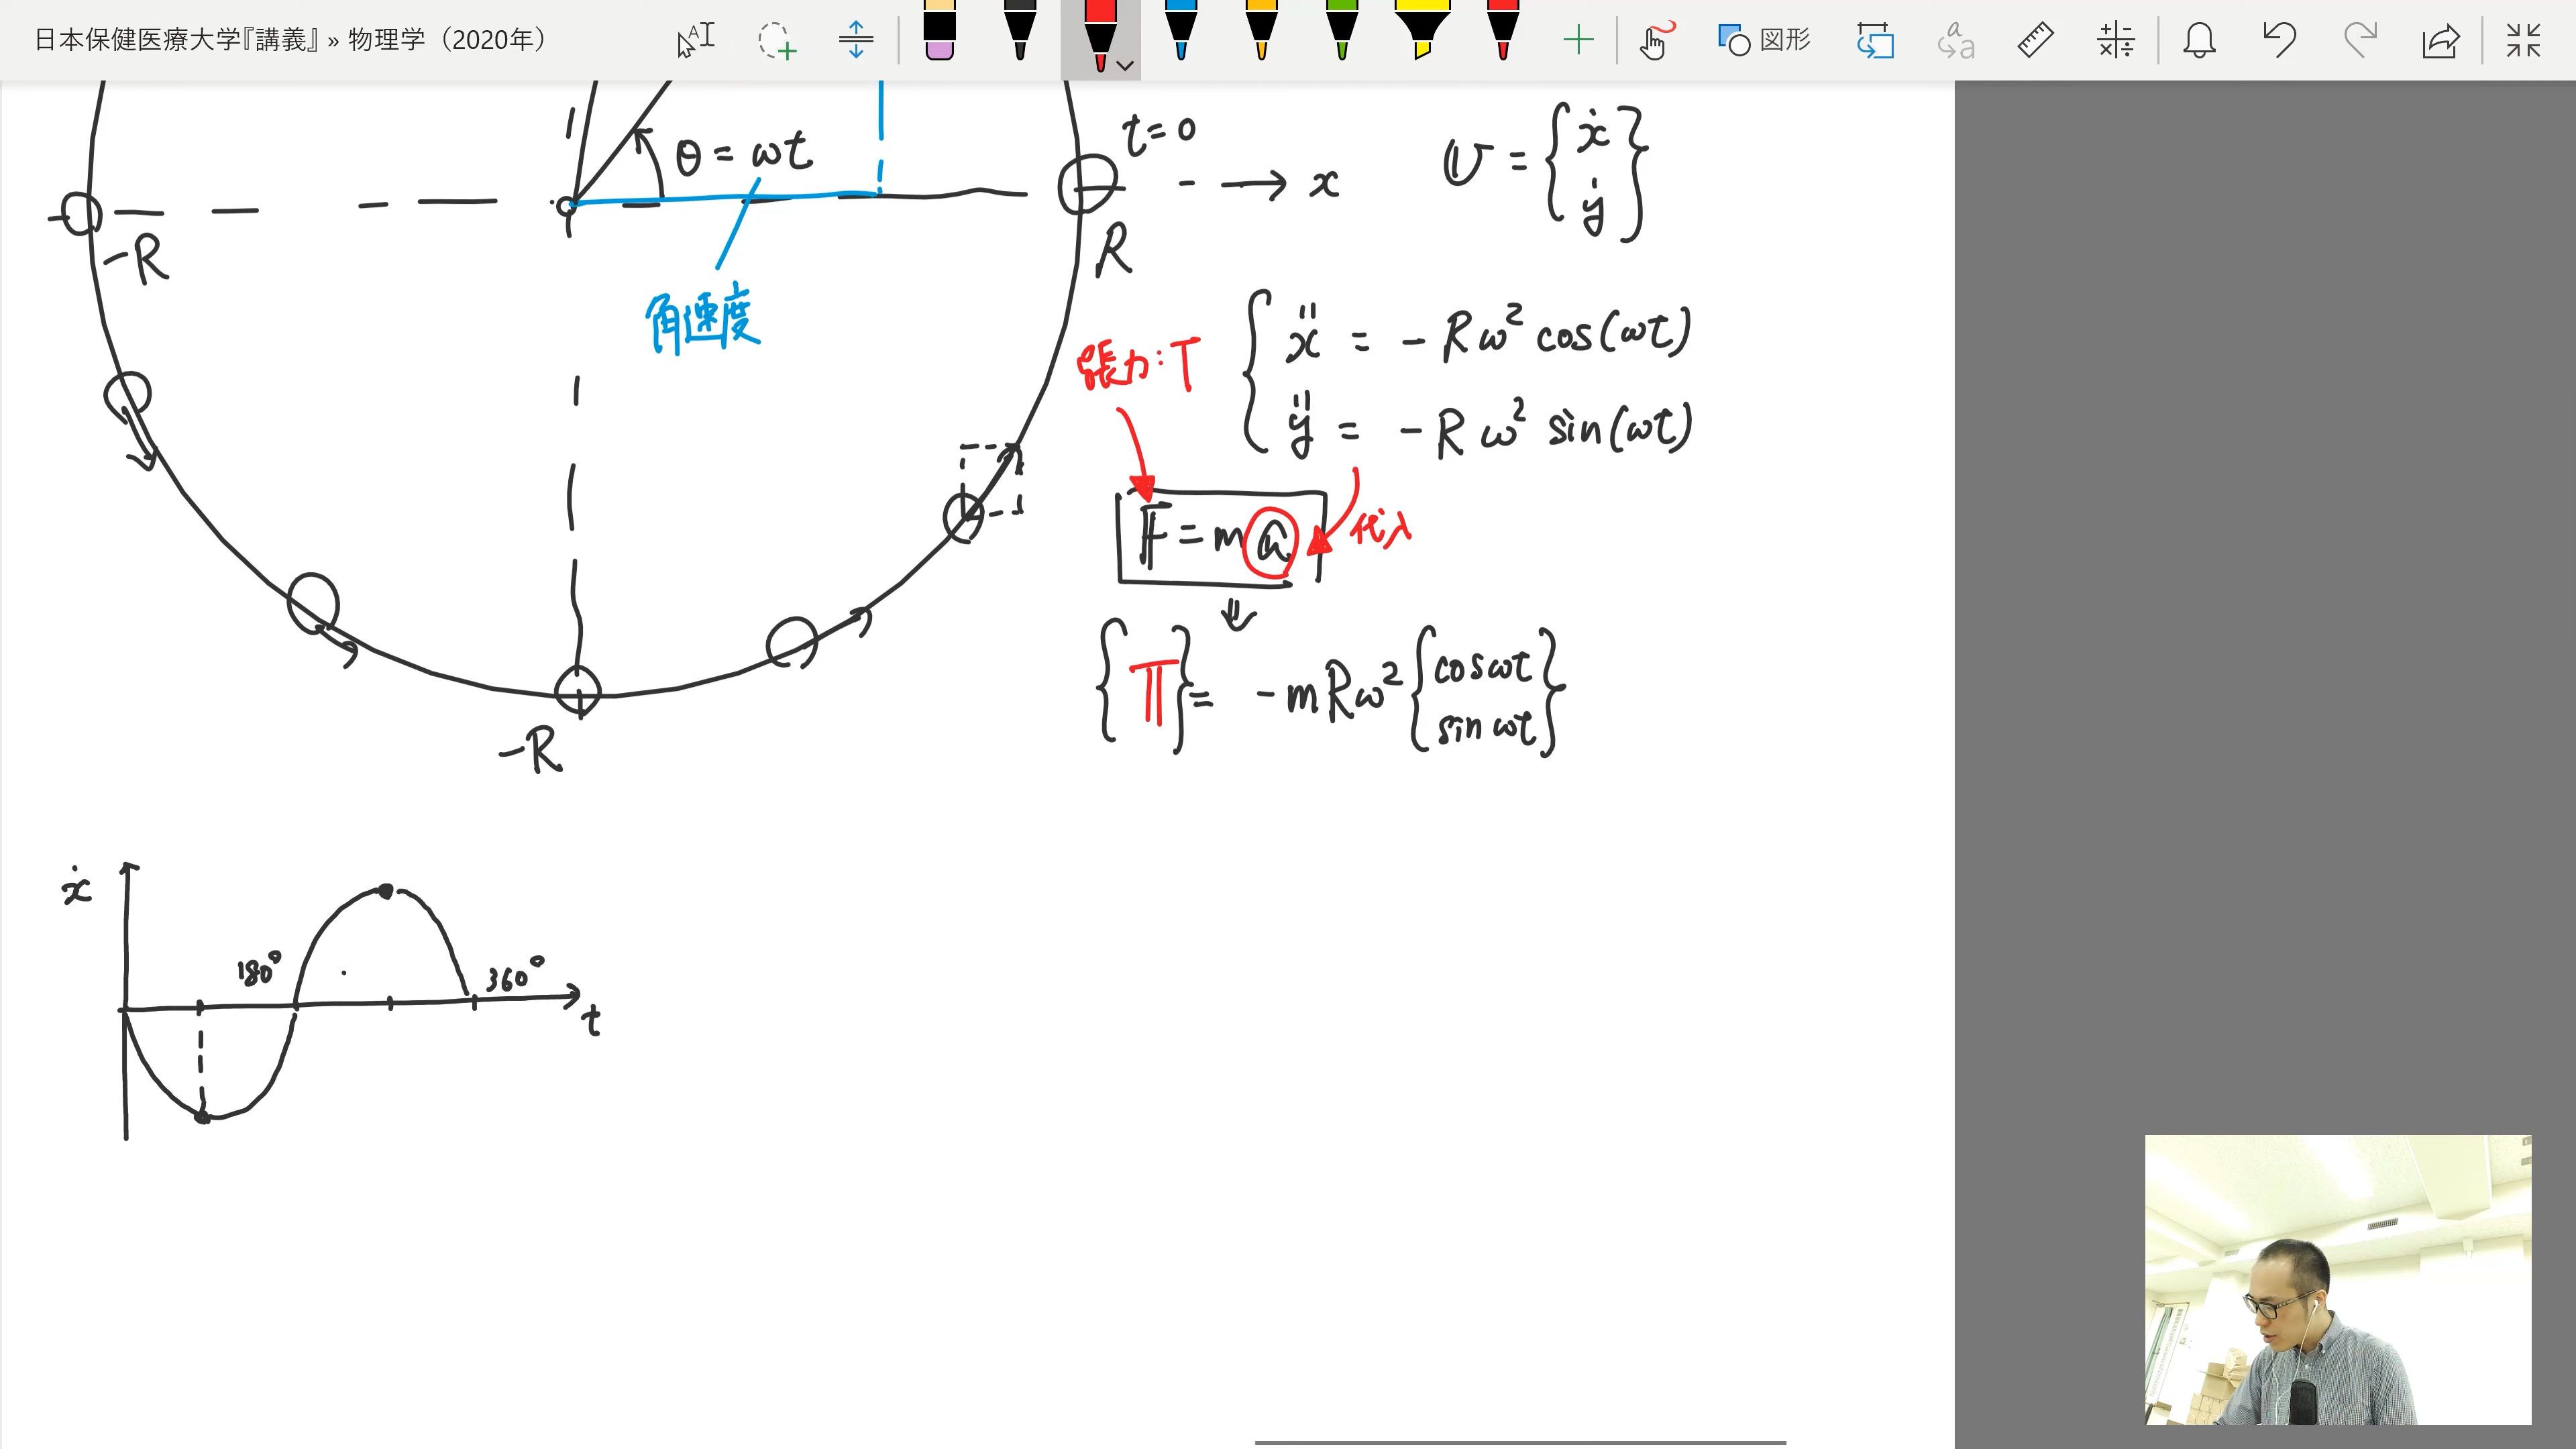 日本保健医療大学『講義』 » 物理学（2020年）
図形
θ = ωt
t=0
x
-R
R
角速度
-R
v = { ẋ
ẏ }
ẍ = - Rω² cos(ωt)
ÿ = - Rω² sin(ωt)
張力:T
F = ma
代入
{ T } = - mRω² { cosωt
sin ωt }
ẋ
180°
360°
t